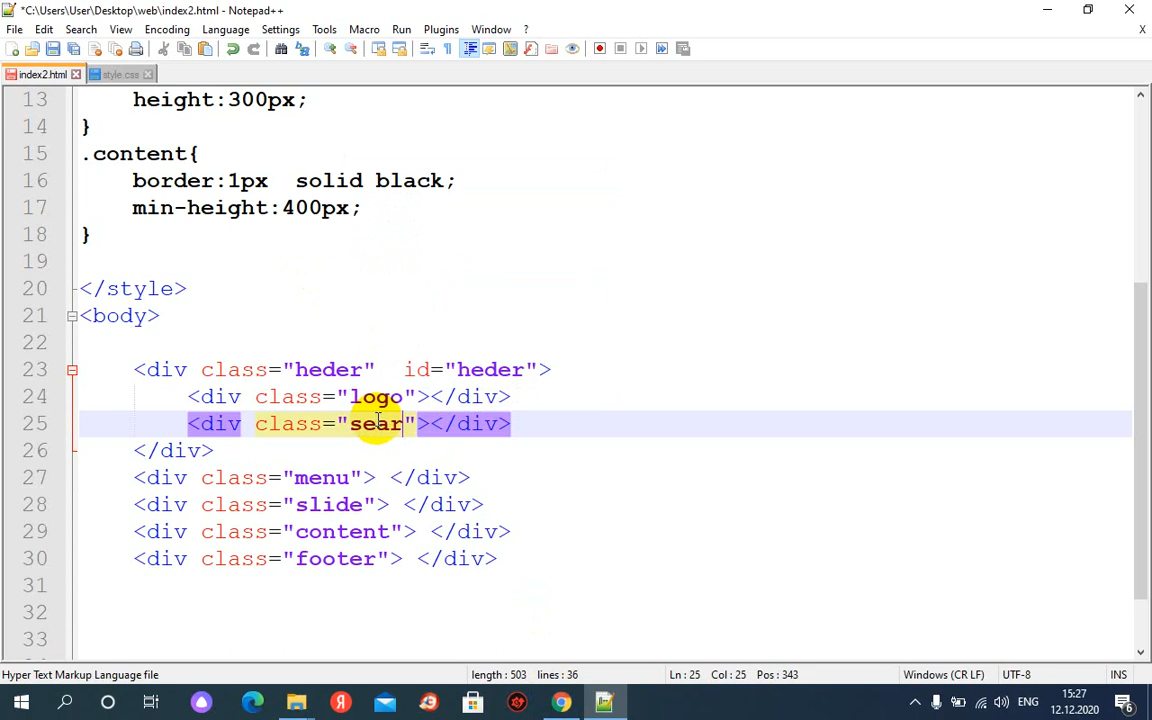 *C:\Users\User\Desktop\web\index2.html - Notepad++
File Edit Search View Encoding Language Settings Tools Macro Run Plugins Window ? X
index2.html style.css
13 height:300px;
14 }
15 .content{
16 border:1px  solid black;
17 min-height:400px;
18 }
19
20 </style>
21 <body>
22
23 <div class="heder"  id="heder">
24 <div class="logo"></div>
25 <div class="sear"></div>
26 </div>
27 <div class="menu"> </div>
28 <div class="slide"> </div>
29 <div class="content"> </div>
30 <div class="footer"> </div>
31
32
33
Hyper Text Markup Language file length : 503 lines : 36 Ln : 25 Col : 25 Pos : 343 Windows (CR LF) UTF-8 INS
ENG 15:27
12.12.2020 6